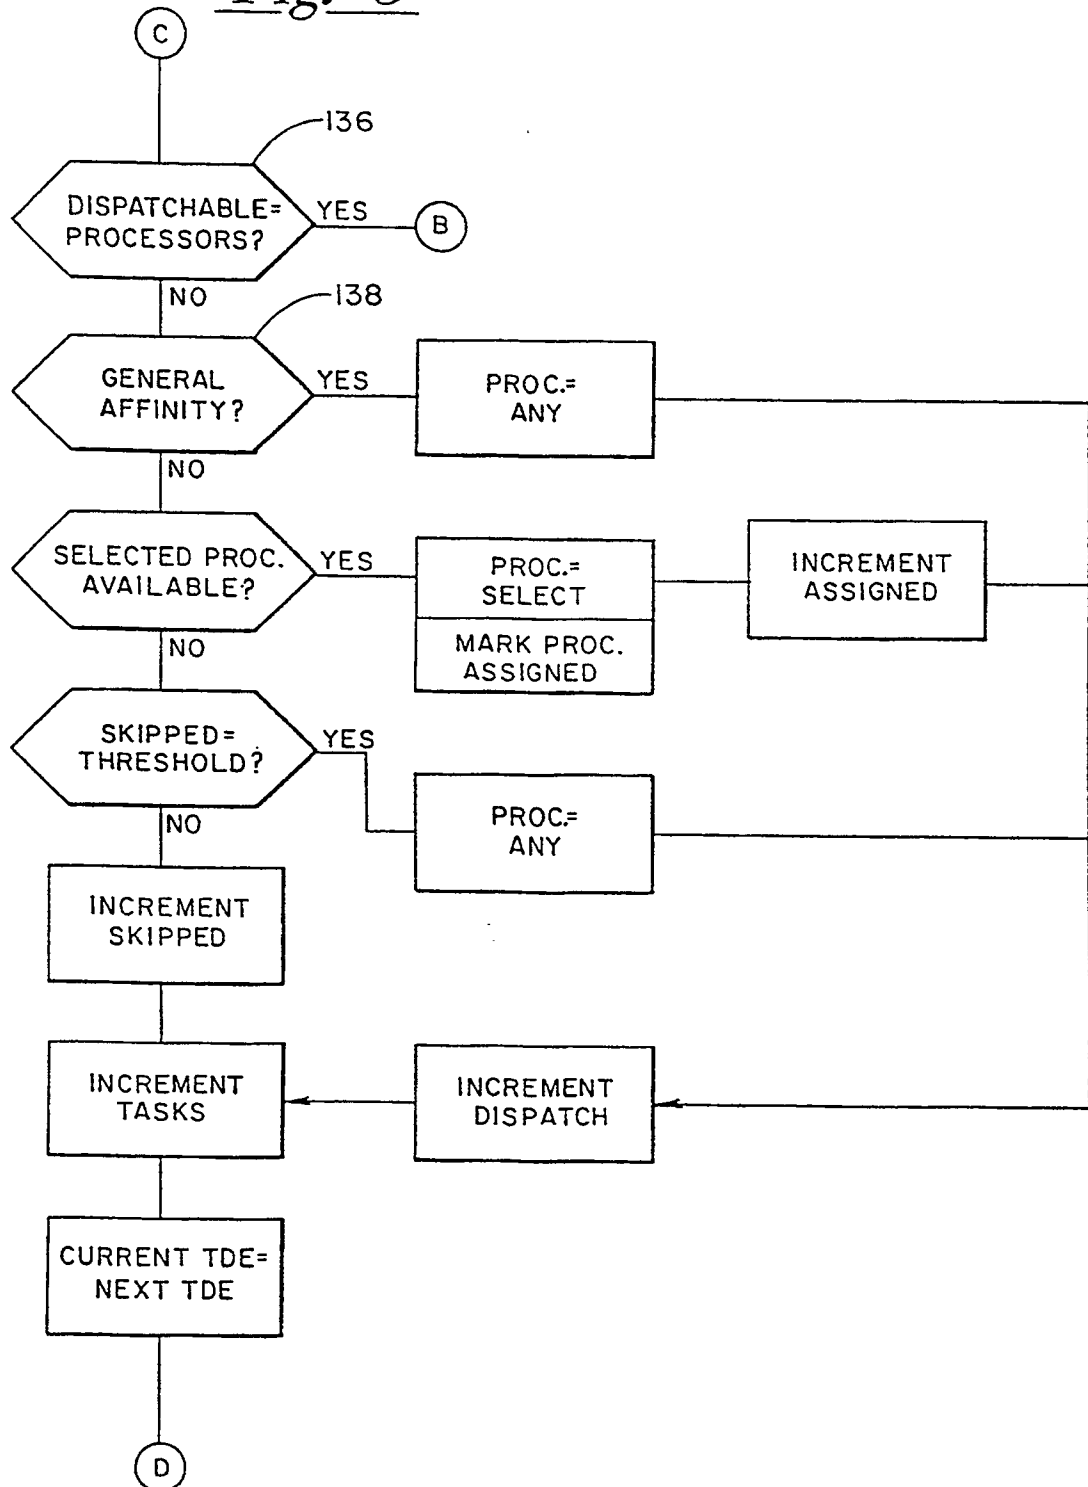 C
136
DISPATCHABLE=
PROCESSORS?
YES
B
NO
138
GENERAL
AFFINITY?
YES
PROC.=
ANY
NO
SELECTED PROC.
AVAILABLE?
YES
PROC.=
SELECT
MARK PROC.
ASSIGNED
INCREMENT
ASSIGNED
NO
SKIPPED=
THRESHOLD?
YES
PROC.=
ANY
NO
INCREMENT
SKIPPED
INCREMENT
TASKS
INCREMENT
DISPATCH
CURRENT TDE=
NEXT TDE
D